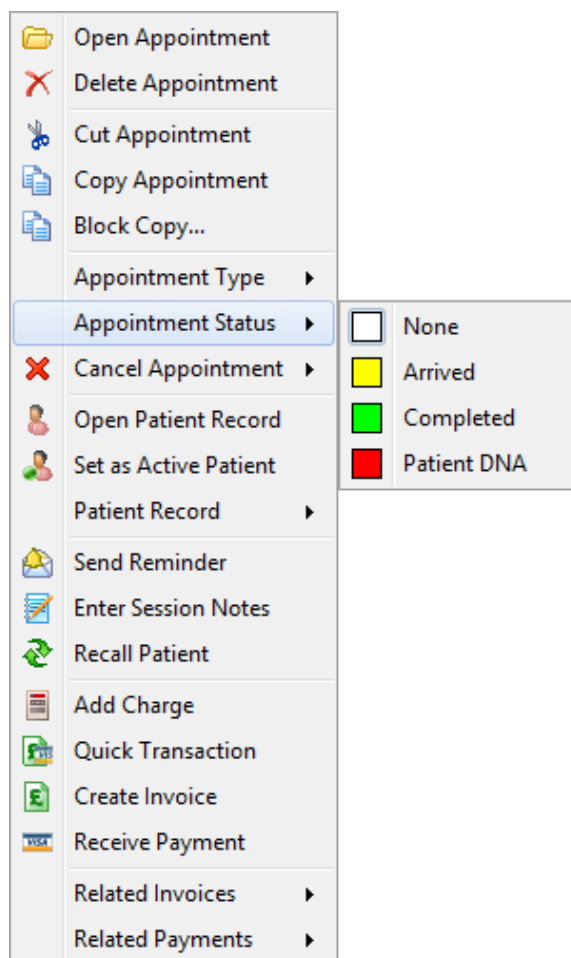 Open Appointment
Delete Appointment
Cut Appointment
Copy Appointment
Block Copy...
Appointment Type
Appointment Status
Cancel Appointment
Open Patient Record
Set as Active Patient
Patient Record
Send Reminder
Enter Session Notes
Recall Patient
Add Charge
Quick Transaction
Create Invoice
VISA Receive Payment
Related Invoices
Related Payments
None
Arrived
Completed
Patient DNA